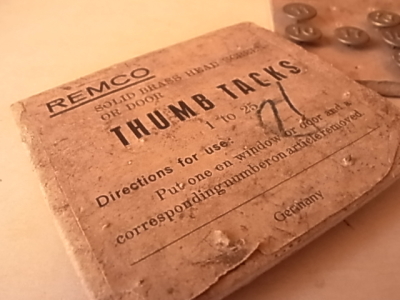 REMCO
SOLID BRASS HEAD
OR DOOR
THUMB TACKS
1 to 25
Directions for use:
Put one on window or door and
corresponding number on article removed
Germany